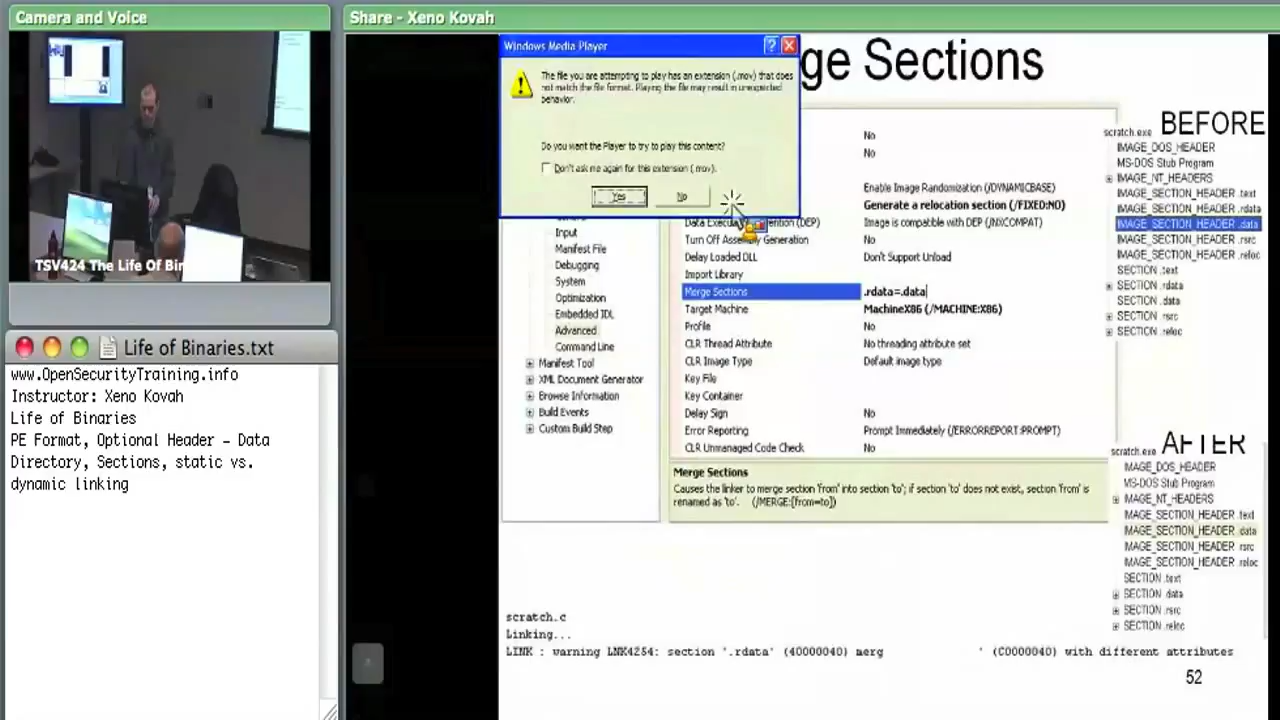 Camera and Voice
TSV424 The Life Of Bin
Life of Binaries.txt
www.OpenSecurityTraining.info
Instructor: Xeno Kovah
Life of Binaries
PE Format, Optional Header - Data
Directory, Sections, static vs.
dynamic linking
Share - Xeno Kovah
ge Sections
Windows Media Player
The file you are attempting to play has an extension (.mov) that does
not match the file format. Playing the file may result in unexpected
behavior.
Do you want the Player to try to play this content?
Don't ask me again for this extension (.mov).
Yes
No
Input
Manifest File
Debugging
System
Optimization
Embedded IDL
Advanced
Command Line
Manifest Tool
XML Document Generator
Browse Information
Build Events
Custom Build Step
No
No
Enable Image Randomization (/DYNAMICBASE)
Generate a relocation section (/FIXED:NO)
Data Execu ention (DEP) Image is compatible with DEP (/NXCOMPAT)
Turn Off Assembly Generation No
Delay Loaded DLL Don't Support Unload
Import Library
Merge Sections .rdata=.data
Target Machine MachineX86 (/MACHINE:X86)
Profile No
CLR Thread Attribute No threading attribute set
CLR Image Type Default image type
Key File
Key Container
Delay Sign No
Error Reporting Prompt Immediately (/ERRORREPORT:PROMPT)
CLR Unmanaged Code Check No
Merge Sections
Causes the linker to merge section 'from' into section 'to'; if section 'to' does not exist, section 'from' is
renamed as 'to'. (/MERGE:[from=to])
BEFORE
scratch.exe
IMAGE_DOS_HEADER
MS-DOS Stub Program
IMAGE_NT_HEADERS
IMAGE_SECTION_HEADER .text
IMAGE_SECTION_HEADER .rdata
IMAGE_SECTION_HEADER .data
IMAGE_SECTION_HEADER .rsrc
IMAGE_SECTION_HEADER .reloc
SECTION .text
SECTION .rdata
SECTION .data
SECTION .rsrc
SECTION .reloc
AFTER
scratch.exe
IMAGE_DOS_HEADER
MS-DOS Stub Program
IMAGE_NT_HEADERS
IMAGE_SECTION_HEADER .text
IMAGE_SECTION_HEADER .data
IMAGE_SECTION_HEADER .rsrc
IMAGE_SECTION_HEADER .reloc
SECTION .text
SECTION .data
SECTION .rsrc
SECTION .reloc
scratch.c
Linking...
LINK : warning LNK4254: section '.rdata' (40000040) merg ' (C0000040) with different attributes
52